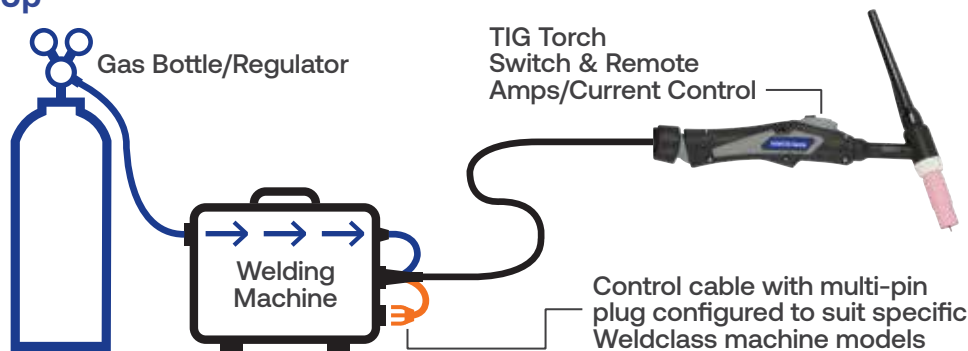 up
Gas Bottle/Regulator
TIG Torch
Switch & Remote
Amps/Current Control
Welding
Machine
Control cable with multi-pin
plug configured to suit specific
Weldclass machine models